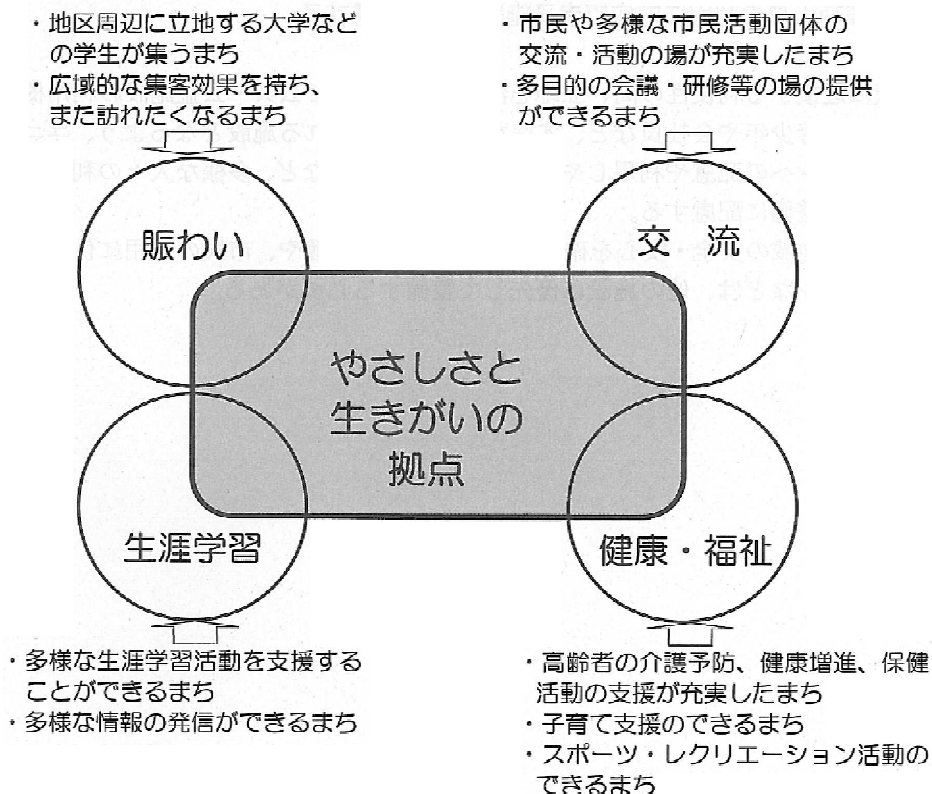 ・地区周辺に立地する大学など
の学生が集うまち
・広域的な集客効果を持ち、
また訪れたくなるまち
・市民や多様な市民活動団体の
交流・活動の場が充実したまち
・多目的の会議・研修等の場の提供
ができるまち
賑わい
交 流
やさしさと
生きがいの
拠点
生涯学習
健康・福祉
・多様な生涯学習活動を支援する
ことができるまち
・多様な情報の発信ができるまち
・高齢者の介護予防、健康増進、保健
活動の支援が充実したまち
・子育て支援のできるまち
・スポーツ・レクリエーション活動の
できるまち